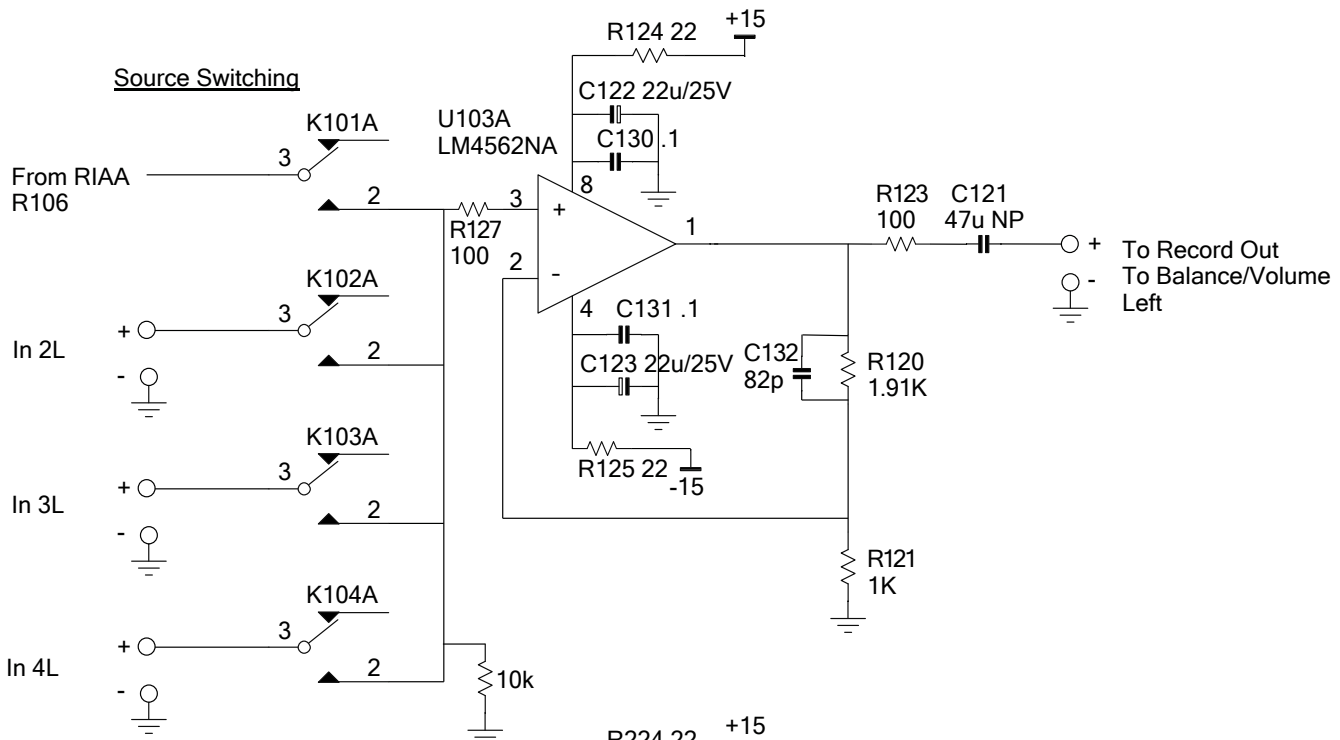 R124 22
+15
Source Switching
C122 22u/25V
K101A
U103A
LM4562NA
C130 .1
3
From RIAA
R106
2
8
3
+
R127
100
1
2
-
R123
100
C121
47u NP
+
-
To Record Out
To Balance/Volume
Left
K102A
4
C131 .1
3
+
In 2L
-
2
C123 22u/25V
C132
82p
R120
1.91K
K103A
R125 22
-15
3
+
In 3L
-
2
R121
1K
K104A
3
+
In 4L
-
2
10k
R224 22
+15